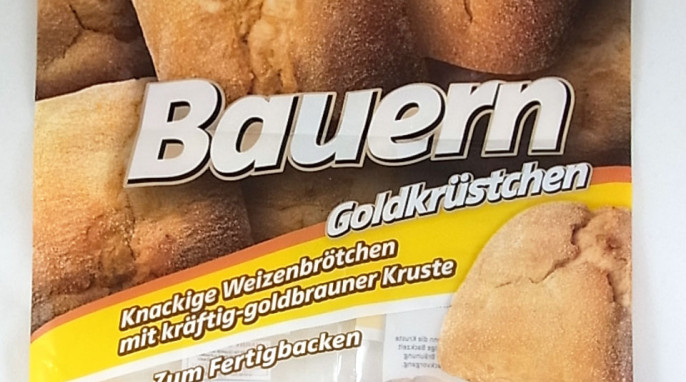 Bauern
Goldkrüstchen
Knackige Weizenbrötchen
mit kräftig-goldbrauner Kruste
Zum Fertigbacken